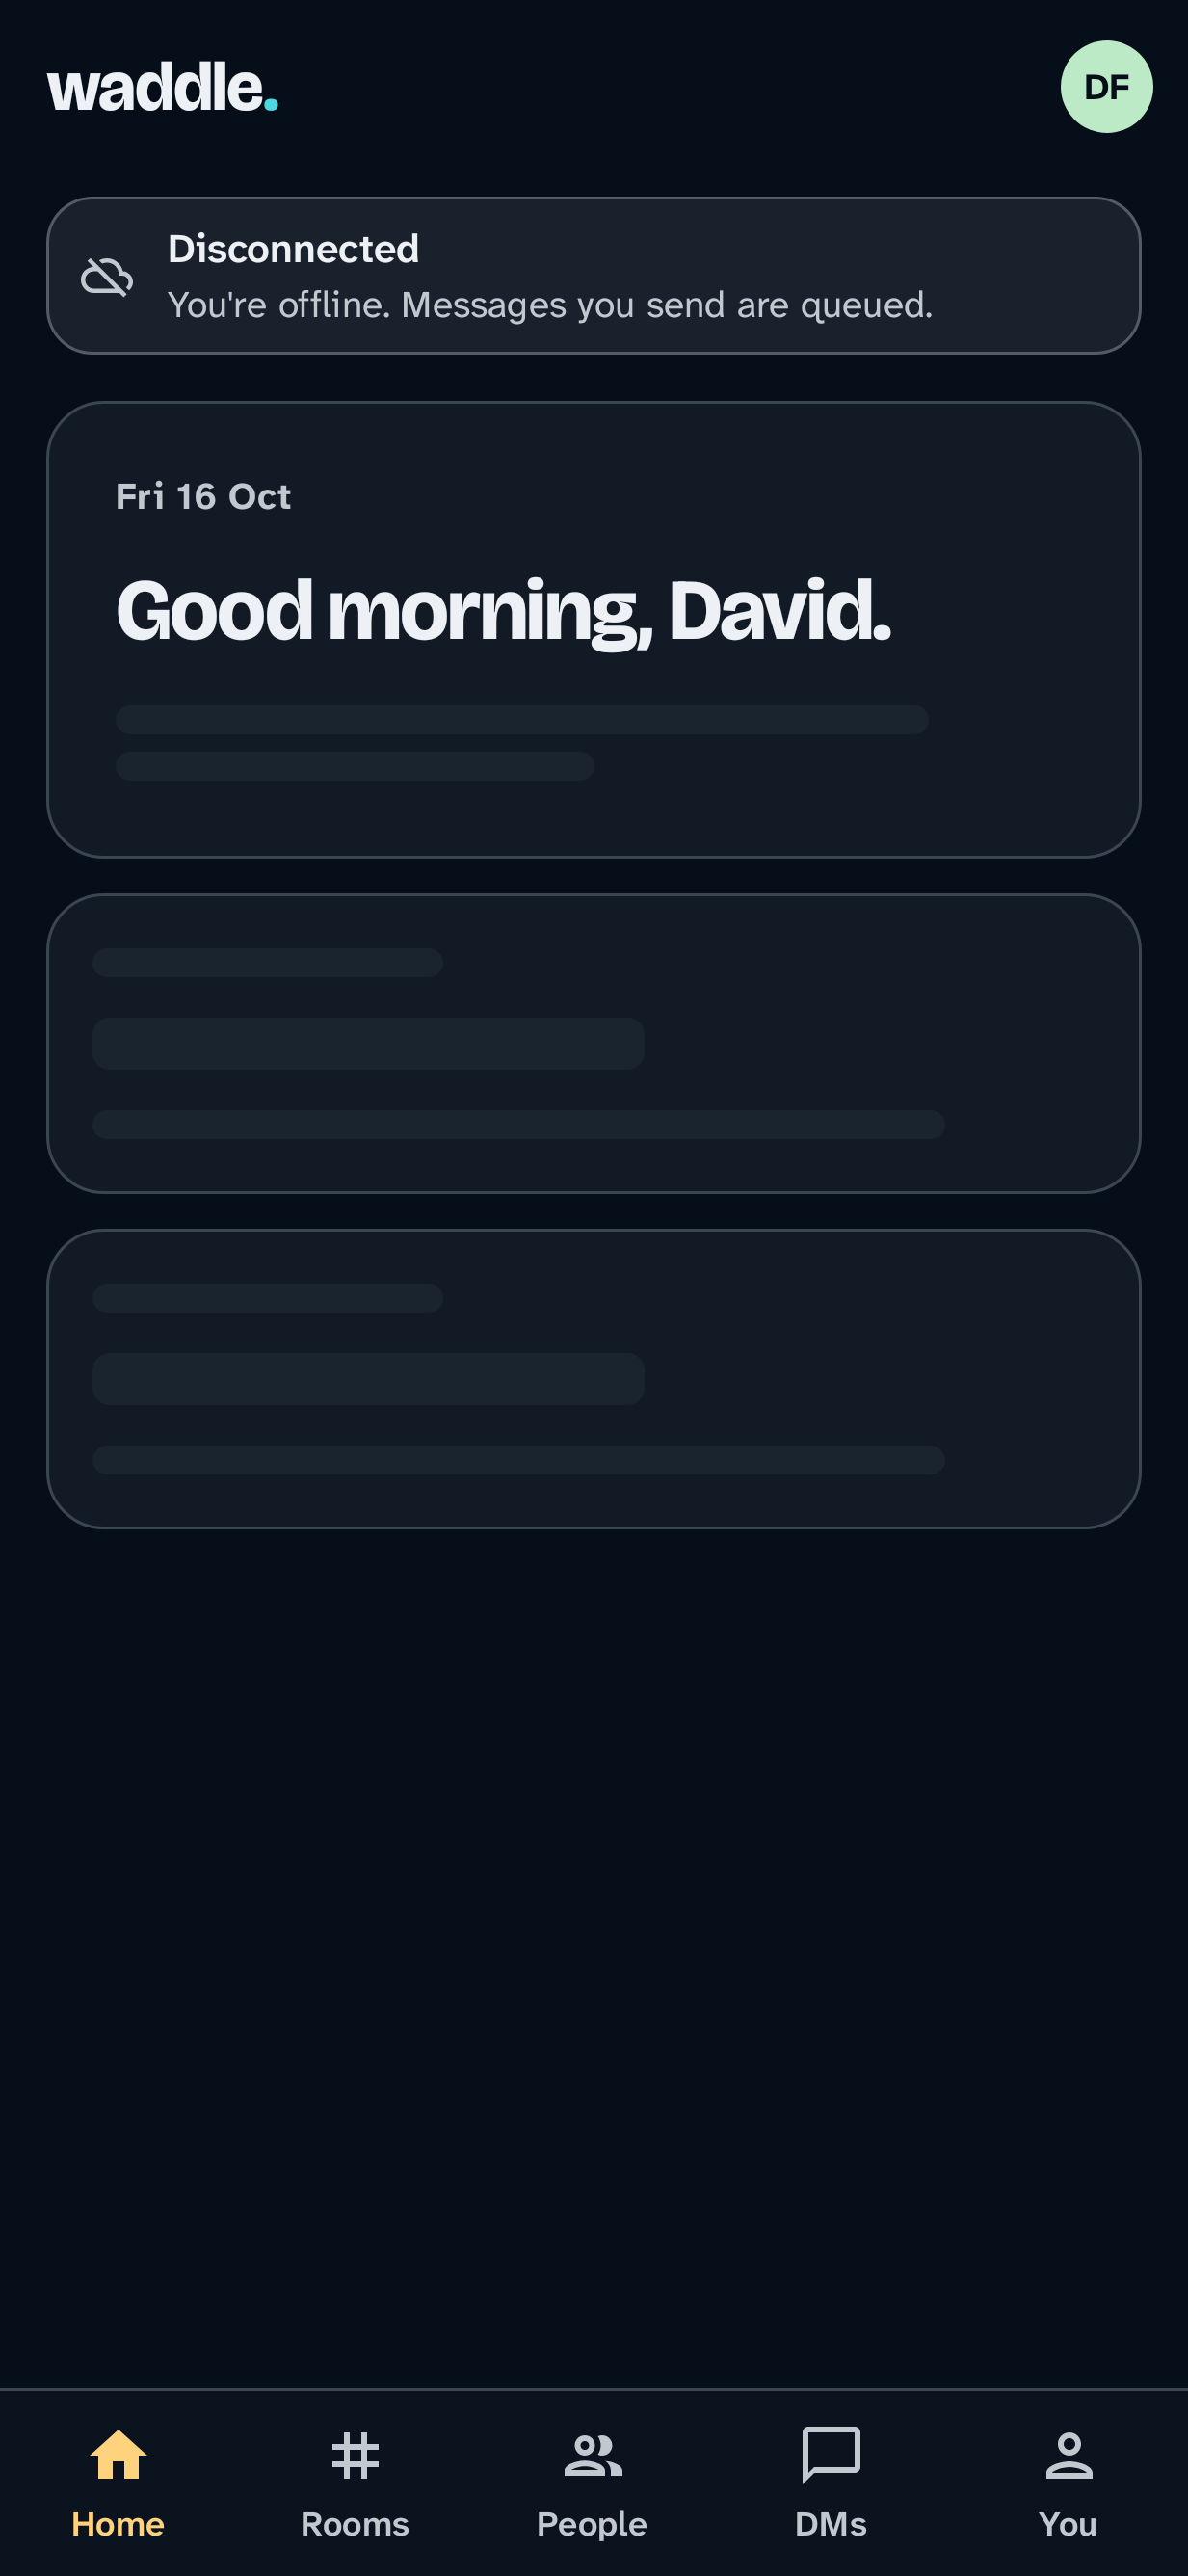 waddle.
DF
Disconnected
You're offline. Messages you send are queued.
Fri 16 Oct
Good morning, David.
Home
Rooms
People
DMs
You